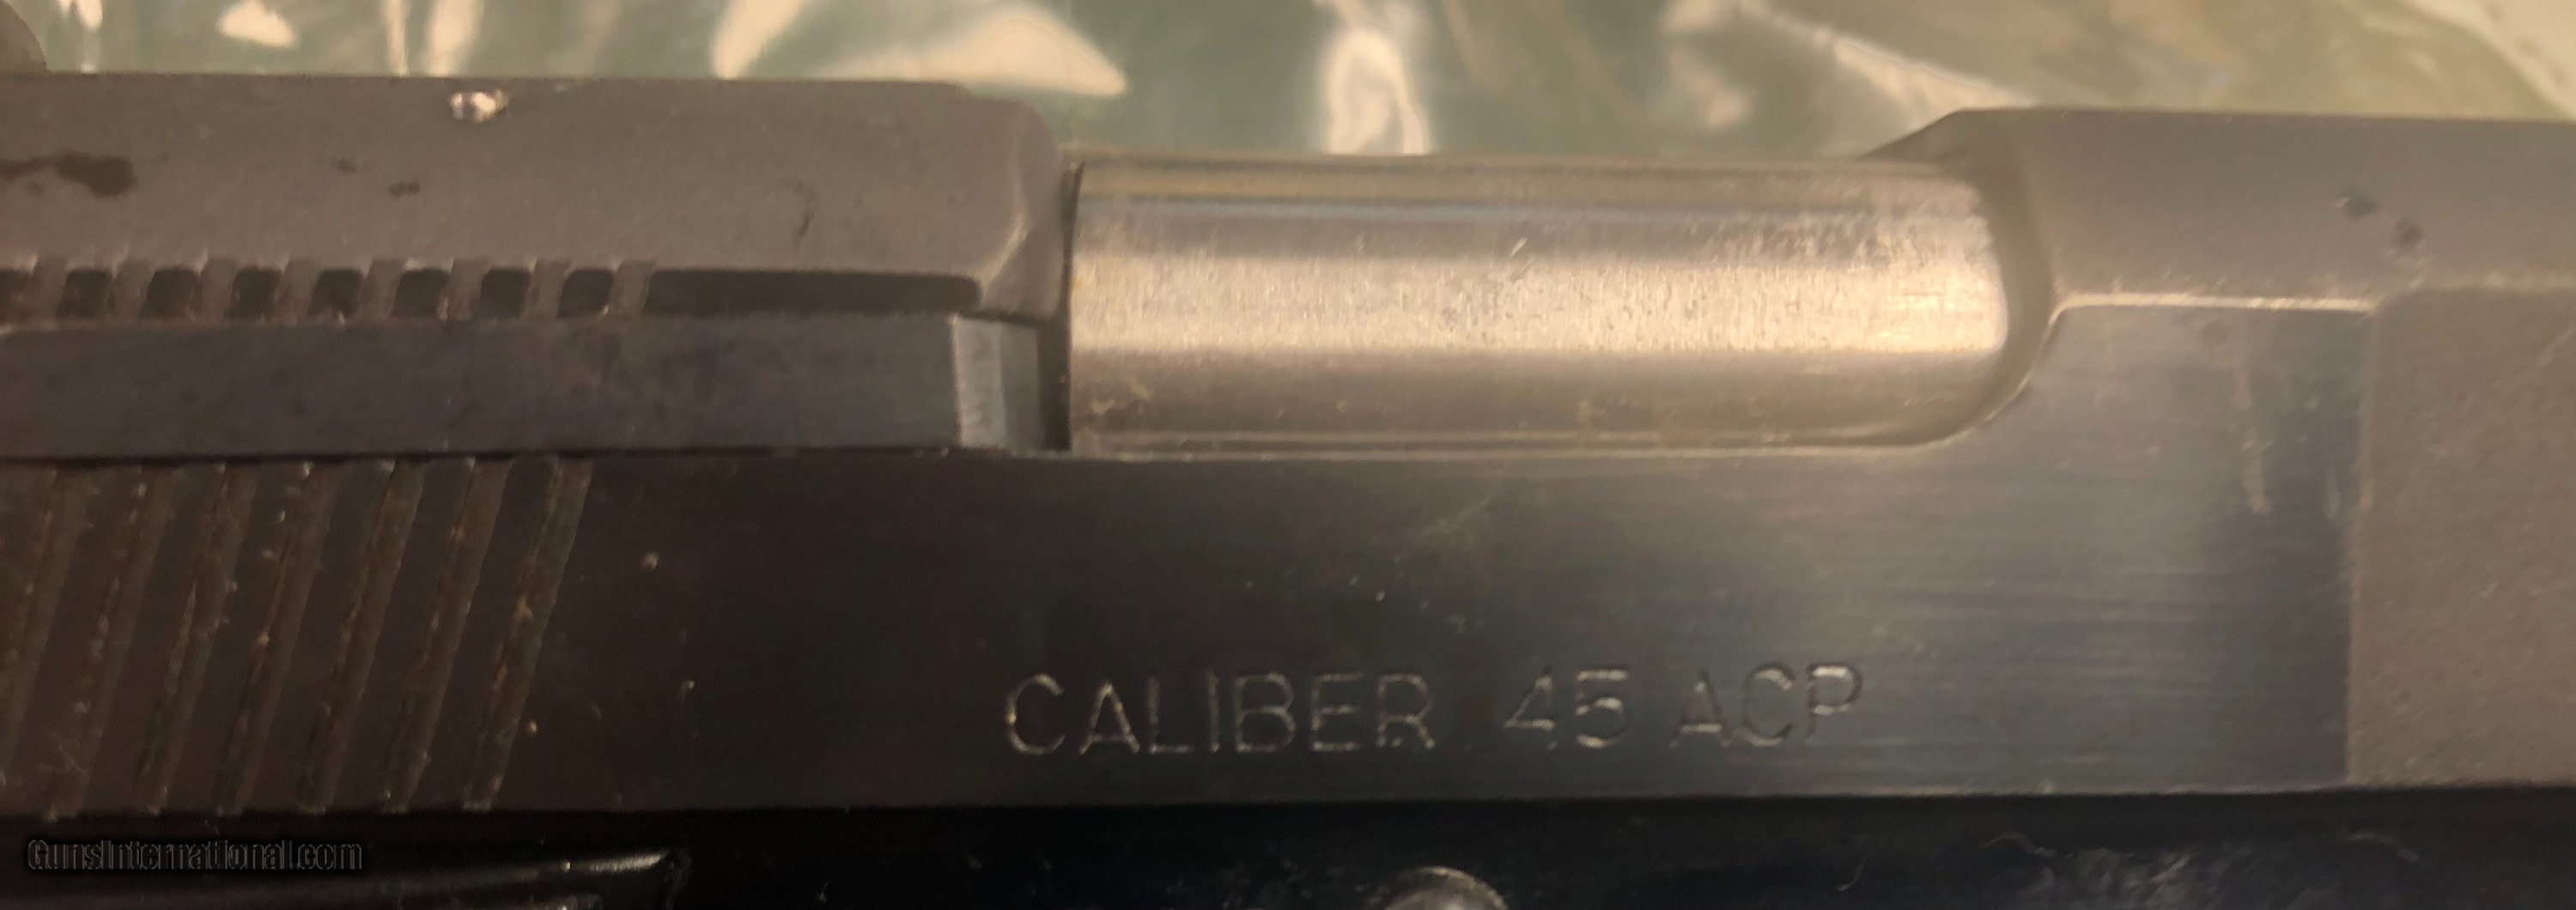 CALIBER .45 ACP
GunsInternational.com